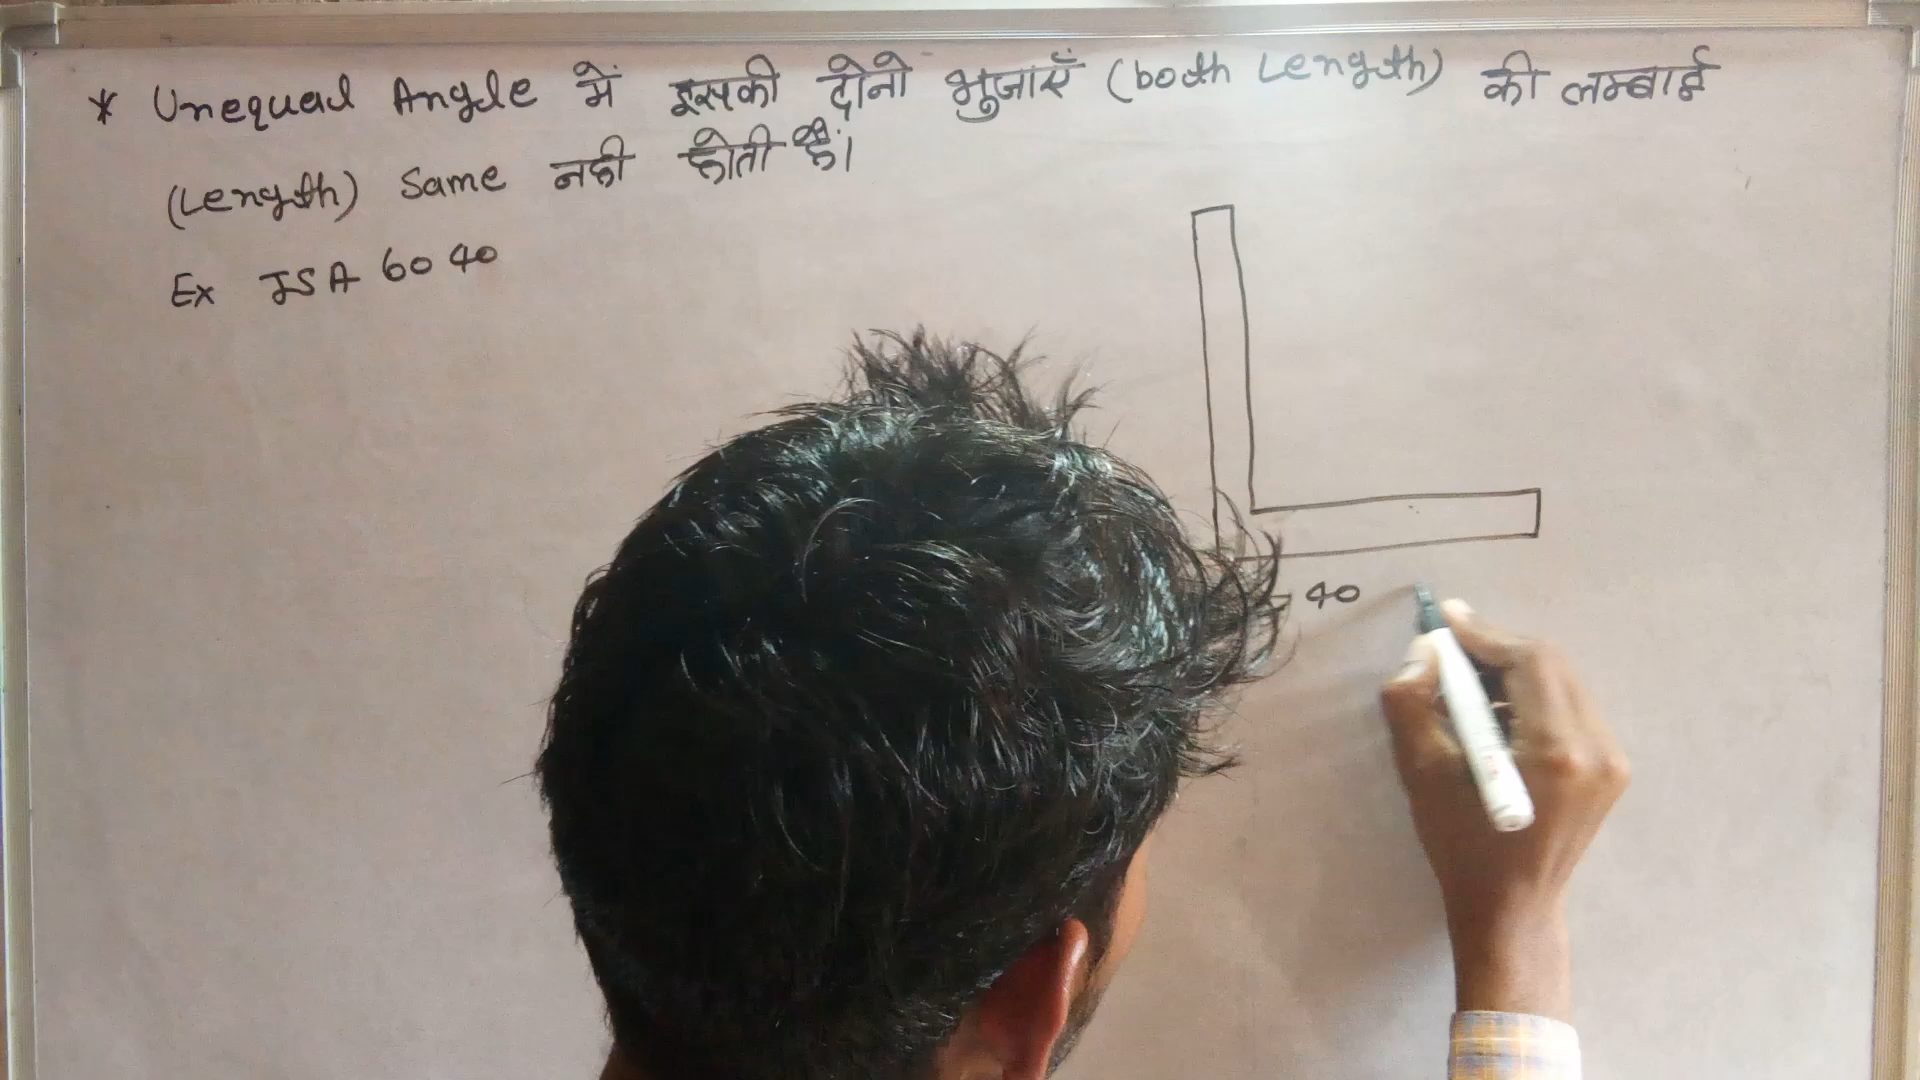 * Unequal Angle में इसकी दोनो भुजाएँ (both Length) की लम्बाई
(Length) Same नही होती हैं।
Ex ISA 60 40
40